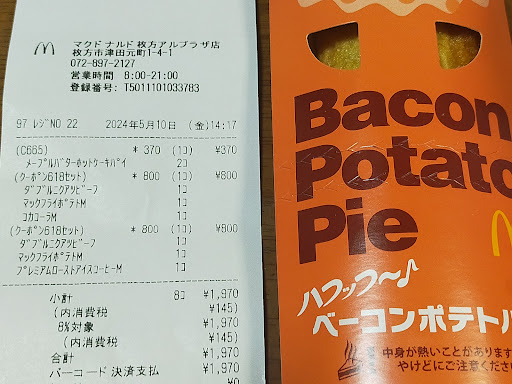 マクドナルド枚方アルプラザ店
枚方市津田元町1-4-1
072-897-2127
営業時間 8:00-21:00
登録番号: T5011101033783
97 レジNO 22 2024年5月10日 (金)14:17
(C665) * 370 (1コ) ¥370
メープルバターホットケーキパイ 2コ
(クーポン618セット) * 800 (1コ) ¥800
ダブルニクアツビーフ 1コ
マックフライポテトM 1コ
コカコーラM 1コ
(クーポン618セット) * 800 (1コ) ¥800
ダブルニクアツビーフ 1コ
マックフライポテトM 1コ
プレミアムローストアイスコーヒーM 1コ
小計 8コ ¥1,970
(内消費税 ¥145)
8%対象 ¥1,970
(内消費税 ¥145)
合計 ¥1,970
バーコード決済支払 ¥1,970
¥0
Bacon
Potato
Pie
ハフッフ〜♪
ベーコンポテトパ
中身が熱いことがあります
やけどにご注意くださ